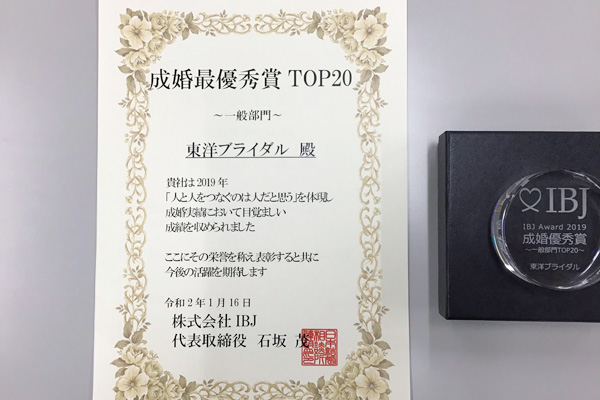 成婚最優秀賞 TOP20
～一般部門～
東洋ブライダル 殿
貴社は2019年
「人と人をつなぐのは人だと思う」を体現し
成婚実績において目覚ましい
成績を収められました
ここにその栄誉を称え表彰すると共に
今後の活躍を期待します
令和2年1月16日
株式会社IBJ
代表取締役 石坂 茂
IBJ
IBJ Award 2019
成婚優秀賞
～一般部門TOP20～
東洋ブライダル